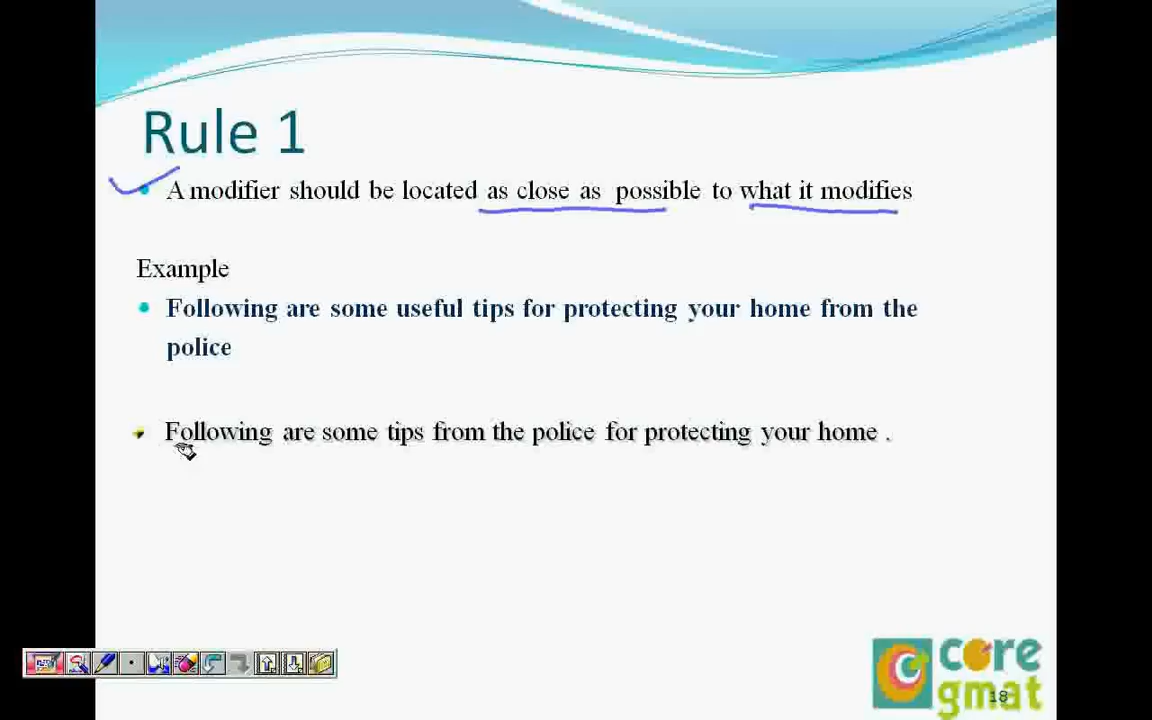 Rule 1
A modifier should be located as close as possible to what it modifies
Example
Following are some useful tips for protecting your home from the
police
Following are some tips from the police for protecting your home .
core
gmat
18